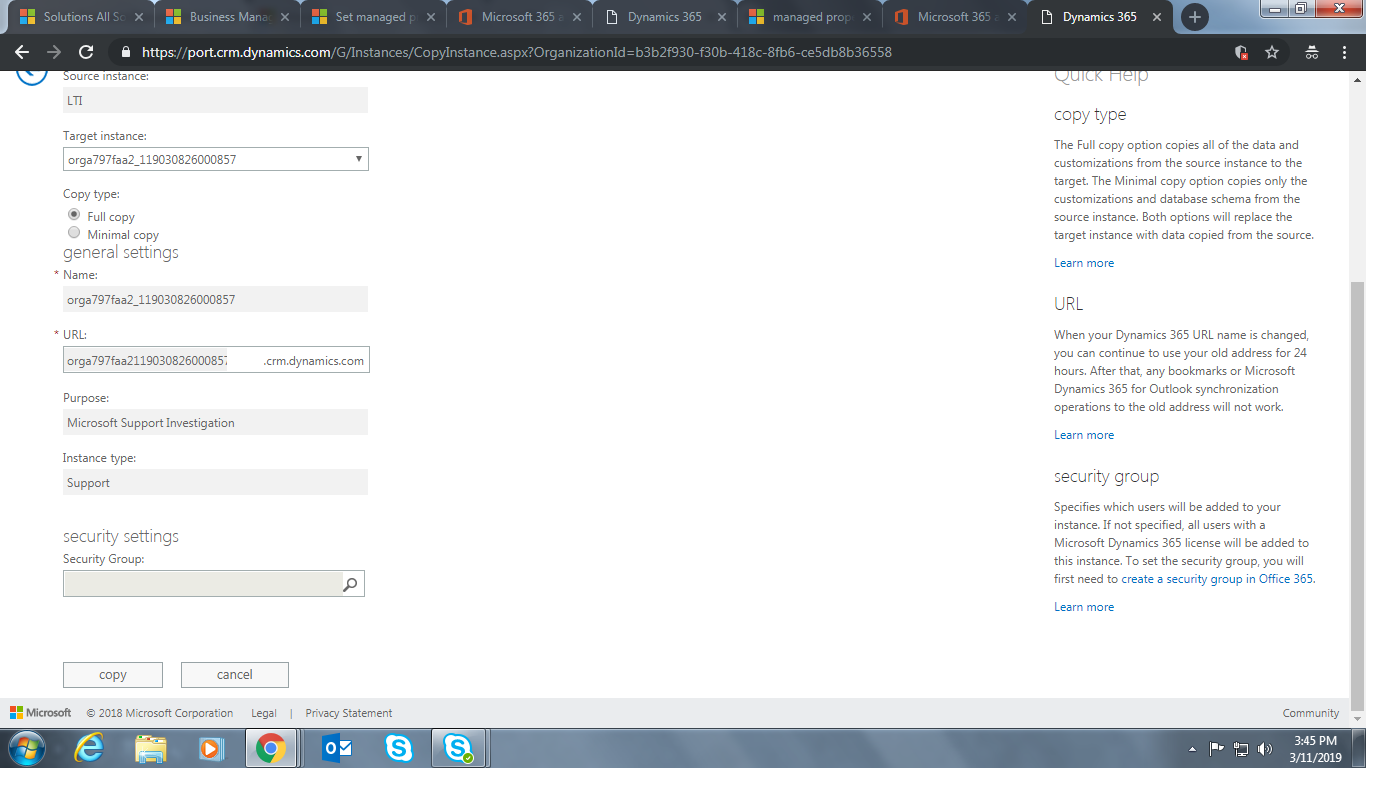 Solutions All So
Business Mana
Set managed p
Microsoft 365 a
Dynamics 365
managed prop
Microsoft 365 a
Dynamics 365
https://port.crm.dynamics.com/G/Instances/CopyInstance.aspx?OrganizationId=b3b2f930-f30b-418c-8fb6-ce5db8b36558
Source instance:
LTI
Target instance:
orga797faa2_119030826000857
Copy type:
Full copy
Minimal copy
general settings
* Name:
orga797faa2_119030826000857
* URL:
orga797faa2119030826000857 .crm.dynamics.com
Purpose:
Microsoft Support Investigation
Instance type:
Support
security settings
Security Group:
copy
cancel
Quick Help
copy type
The Full copy option copies all of the data and
customizations from the source instance to the
target. The Minimal copy option copies only the
customizations and database schema from the
source instance. Both options will replace the
target instance with data copied from the source.
Learn more
URL
When your Dynamics 365 URL name is changed,
you can continue to use your old address for 24
hours. After that, any bookmarks or Microsoft
Dynamics 365 for Outlook synchronization
operations to the old address will not work.
Learn more
security group
Specifies which users will be added to your
instance. If not specified, all users with a
Microsoft Dynamics 365 license will be added to
this instance. To set the security group, you will
first need to create a security group in Office 365.
Learn more
Microsoft © 2018 Microsoft Corporation Legal | Privacy Statement
Community
3:45 PM
3/11/2019